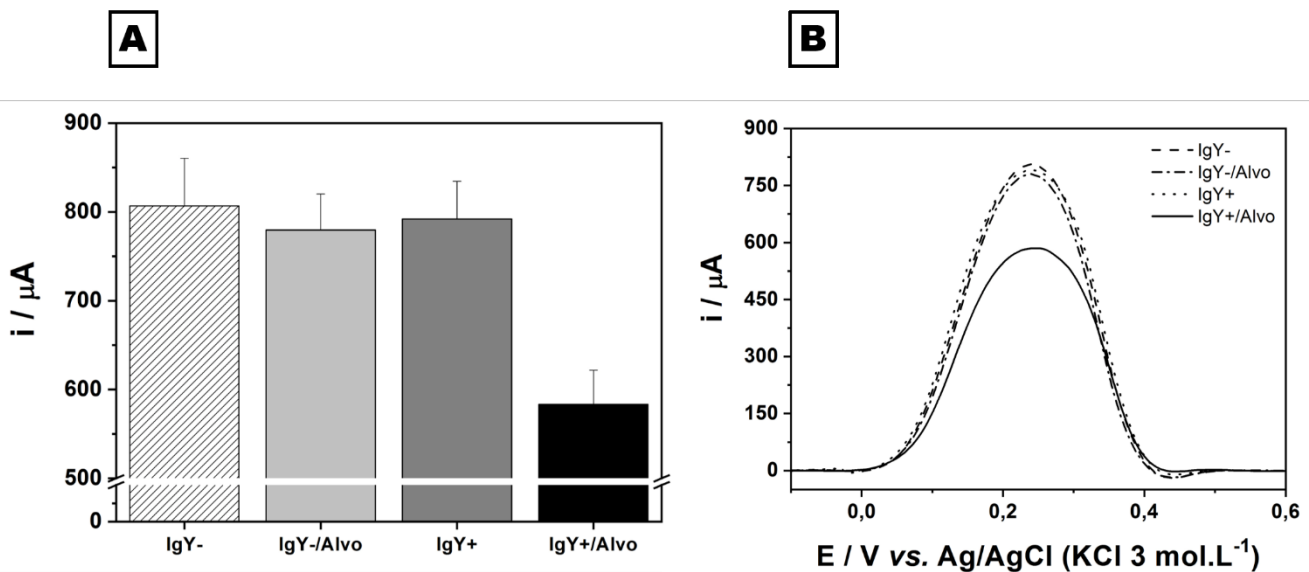 A
B
900
800
700
600
500
0
i / µA
IgY-
IgY-/Alvo
IgY+
IgY+/Alvo
900
750
600
450
300
150
0
i / µA
IgY-
IgY-/Alvo
IgY+
IgY+/Alvo
0,0
0,2
0,4
0,6
E / V vs. Ag/AgCl (KCl 3 mol.L⁻¹)